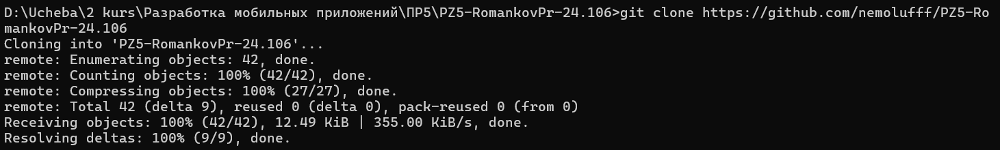 D:\Ucheba\2 kurs\Разработка мобильных приложений\ПР5\PZ5-RomankovPr-24.106>git clone https://github.com/nemolufff/PZ5-Ro
mankovPr-24.106
Cloning into 'PZ5-RomankovPr-24.106'...
remote: Enumerating objects: 42, done.
remote: Counting objects: 100% (42/42), done.
remote: Compressing objects: 100% (27/27), done.
remote: Total 42 (delta 9), reused 0 (delta 0), pack-reused 0 (from 0)
Receiving objects: 100% (42/42), 12.49 KiB | 355.00 KiB/s, done.
Resolving deltas: 100% (9/9), done.